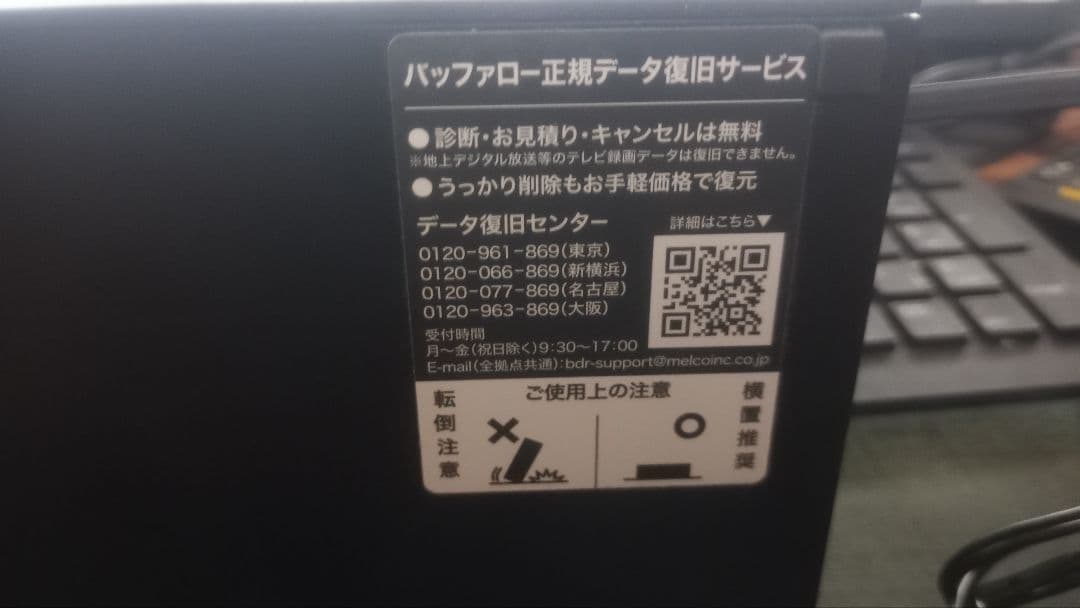 バッファロー正規データ復旧サービス
●診断・お見積り・キャンセルは無料
※地上デジタル放送等のテレビ録画データは復旧できません。
●うっかり削除もお手軽価格で復元
データ復旧センター
詳細はこちら▼
0120-961-869(東京)
0120-066-869(新横浜)
0120-077-869(名古屋)
0120-963-869(大阪)
受付時間
月～金(祝日除く)9:30～17:00
E-mail(全拠点共通):bdr-support@melcoinc.co.jp
ご使用上の注意
転倒注意
横置推奨